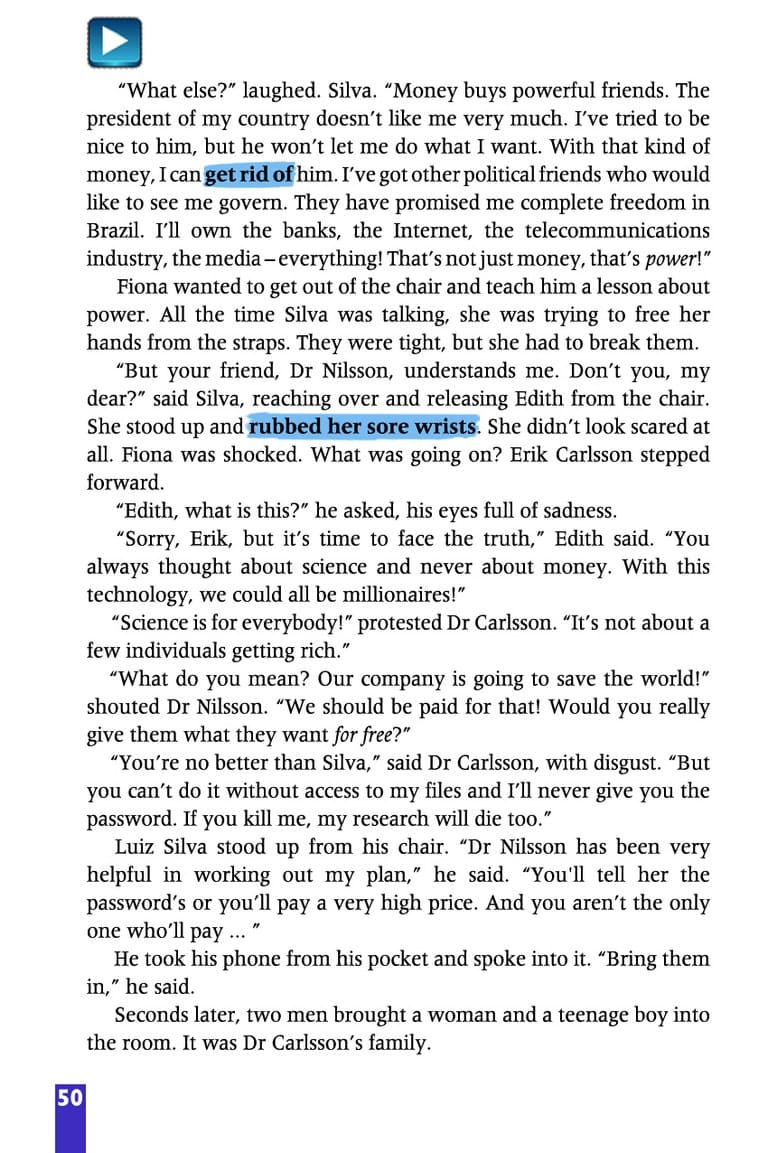 “What else?” laughed. Silva. “Money buys powerful friends. The
president of my country doesn’t like me very much. I’ve tried to be
nice to him, but he won’t let me do what I want. With that kind of
money, I can get rid of him. I’ve got other political friends who would
like to see me govern. They have promised me complete freedom in
Brazil. I’ll own the banks, the Internet, the telecommunications
industry, the media – everything! That’s not just money, that’s power!”
Fiona wanted to get out of the chair and teach him a lesson about
power. All the time Silva was talking, she was trying to free her
hands from the straps. They were tight, but she had to break them.
“But your friend, Dr Nilsson, understands me. Don’t you, my
dear?” said Silva, reaching over and releasing Edith from the chair.
She stood up and rubbed her sore wrists. She didn’t look scared at
all. Fiona was shocked. What was going on? Erik Carlsson stepped
forward.
“Edith, what is this?” he asked, his eyes full of sadness.
“Sorry, Erik, but it’s time to face the truth,” Edith said. “You
always thought about science and never about money. With this
technology, we could all be millionaires!”
“Science is for everybody!” protested Dr Carlsson. “It’s not about a
few individuals getting rich.”
“What do you mean? Our company is going to save the world!”
shouted Dr Nilsson. “We should be paid for that! Would you really
give them what they want for free?”
“You’re no better than Silva,” said Dr Carlsson, with disgust. “But
you can’t do it without access to my files and I’ll never give you the
password. If you kill me, my research will die too.”
Luiz Silva stood up from his chair. “Dr Nilsson has been very
helpful in working out my plan,” he said. “You'll tell her the
password’s or you’ll pay a very high price. And you aren’t the only
one who’ll pay ... ”
He took his phone from his pocket and spoke into it. “Bring them
in,” he said.
Seconds later, two men brought a woman and a teenage boy into
the room. It was Dr Carlsson’s family.
50